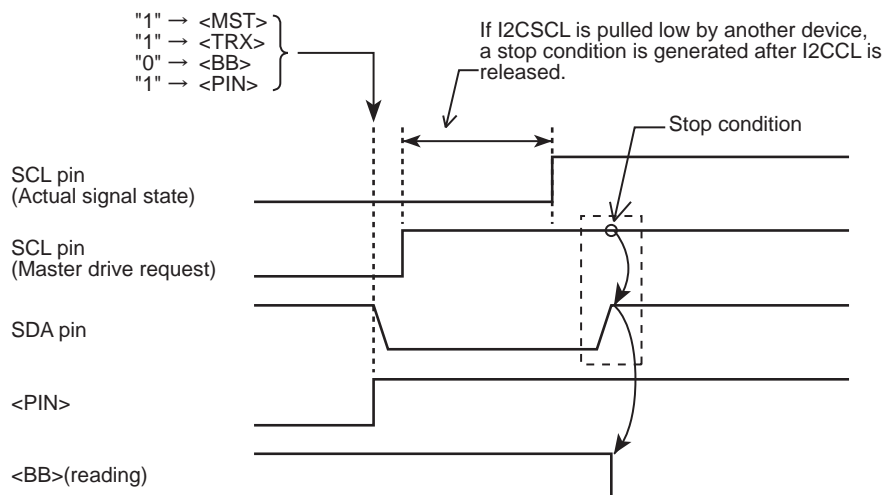 "1" → <MST>
"1" → <TRX>
"0" → <BB>
"1" → <PIN>
If I2CSCL is pulled low by another device,
a stop condition is generated after I2CCL is
released.
Stop condition
SCL pin
(Actual signal state)
SCL pin
(Master drive request)
SDA pin
<PIN>
<BB>(reading)